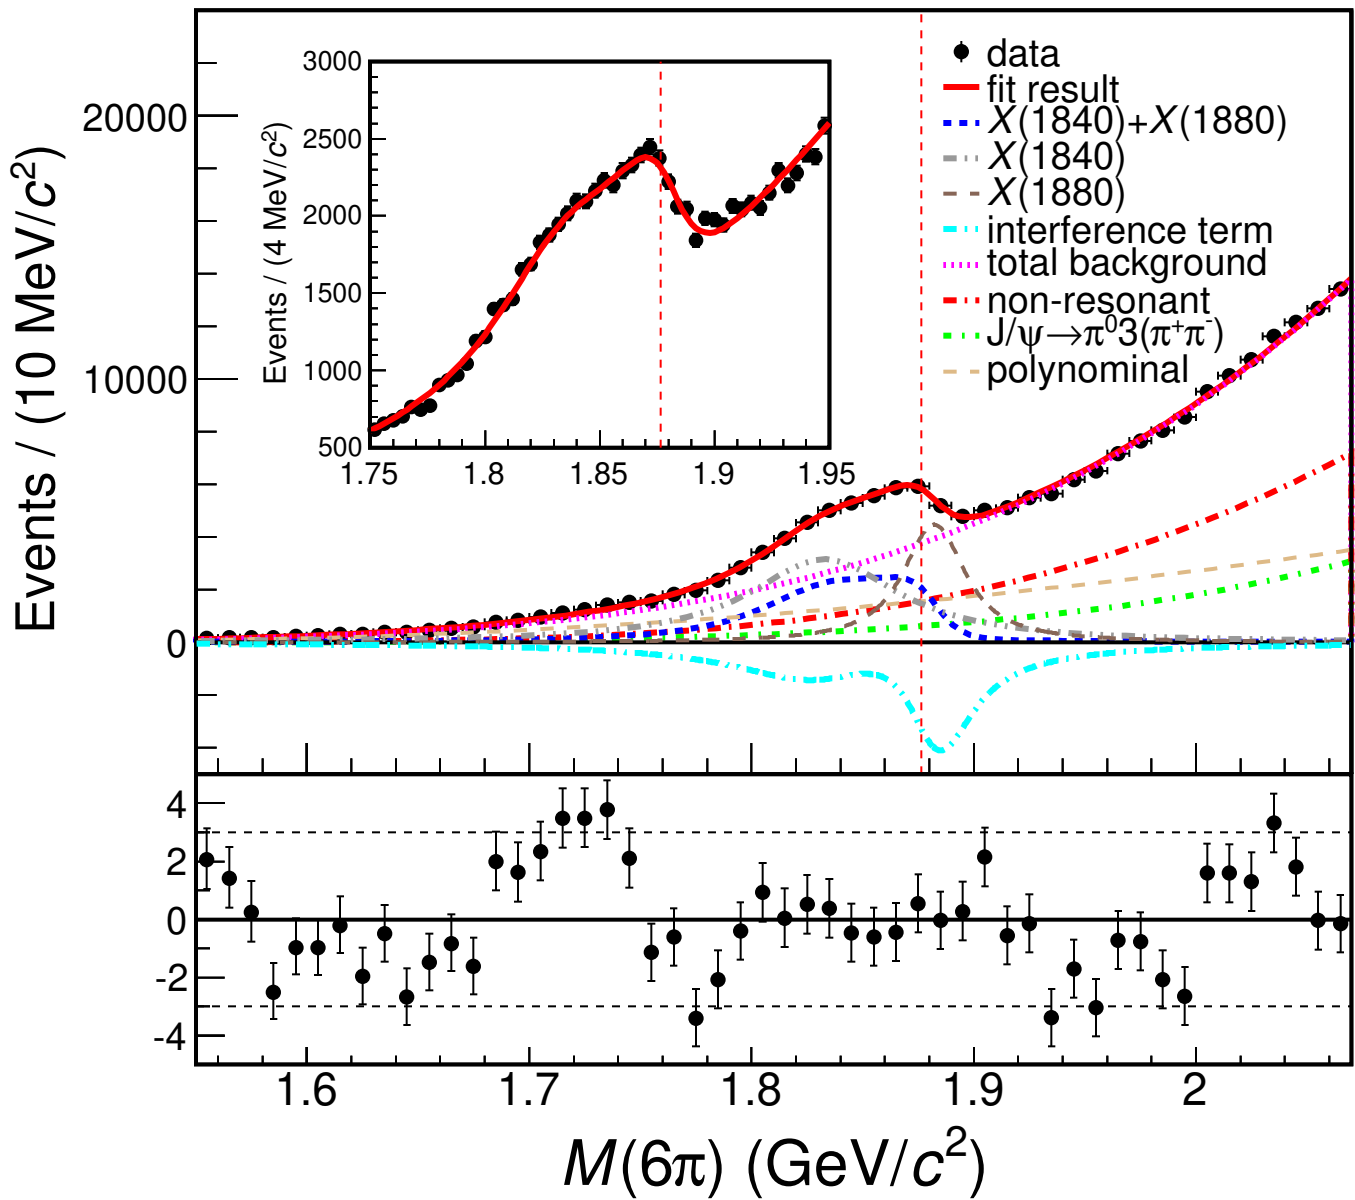 Events / (10 MeV/c²)
20000
10000
0
Events / (4 MeV/c²)
3000
2500
2000
1500
1000
500
1.75 1.8 1.85 1.9 1.95
data
fit result
X(1840)+X(1880)
X(1840)
X(1880)
interference term
total background
non-resonant
J/ψ→π⁰3(π⁺π⁻)
polynominal
4
2
0
-2
-4
1.6 1.7 1.8 1.9 2
M(6π) (GeV/c²)